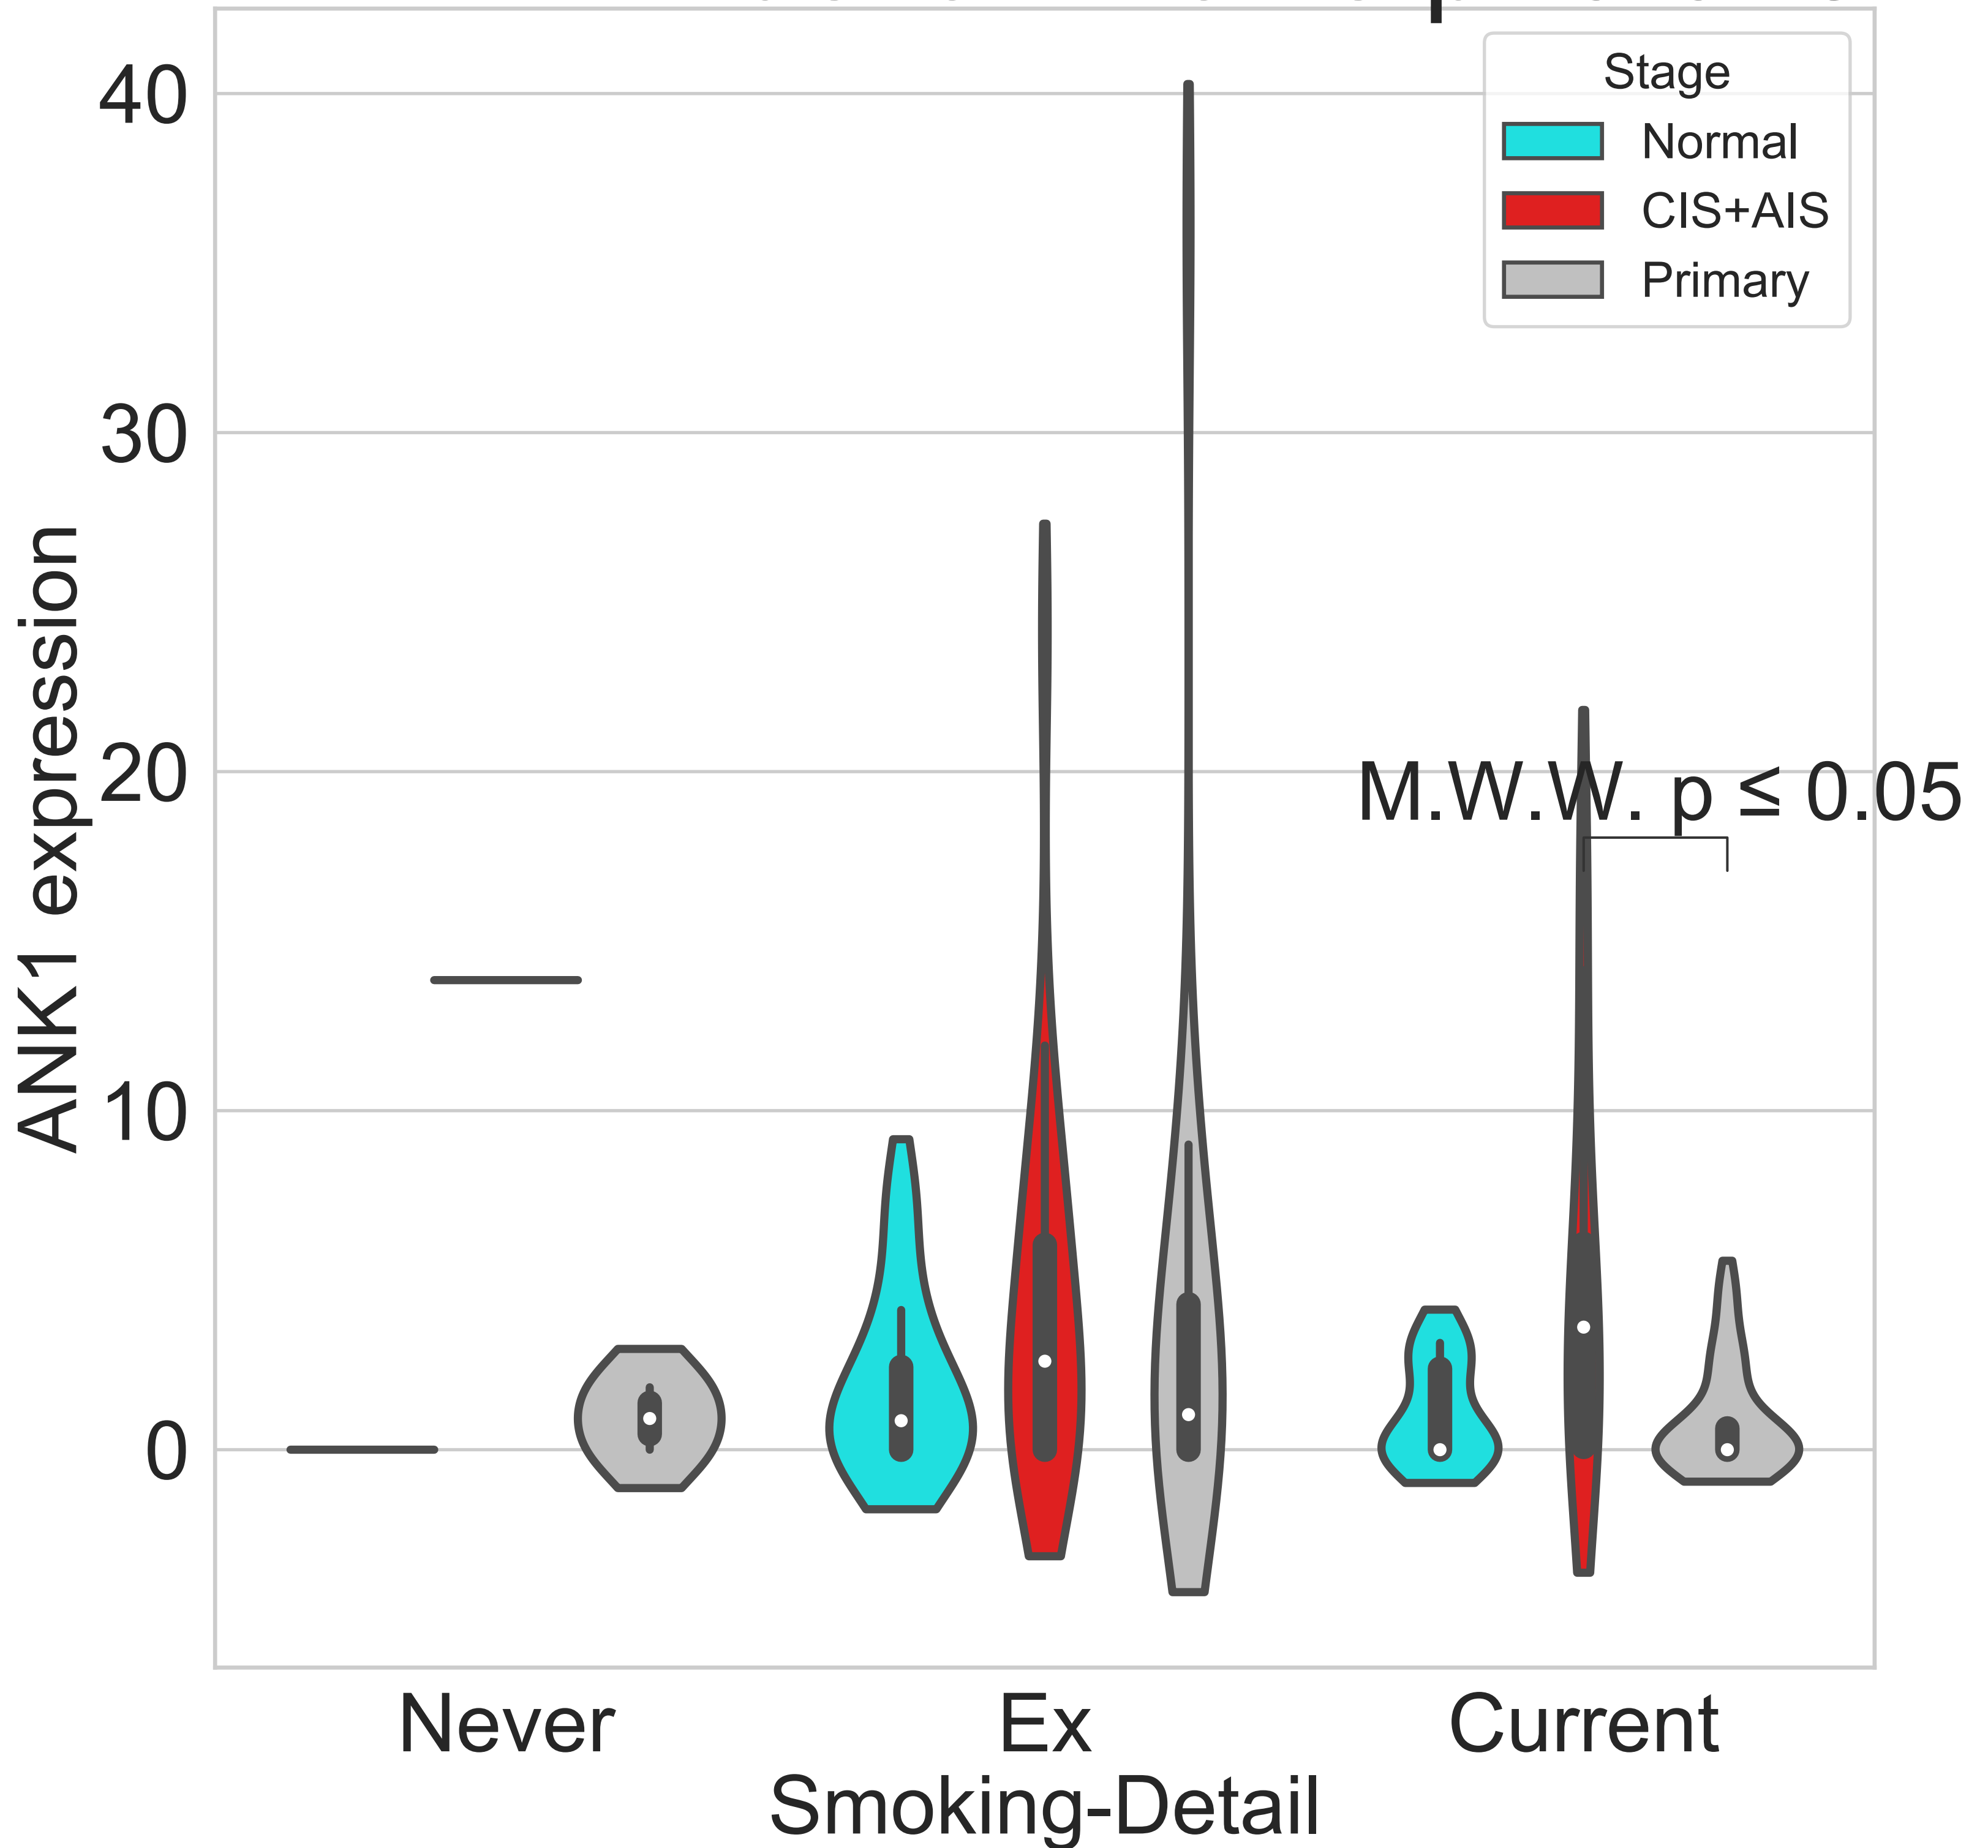 Stage
Normal
CIS+AIS
Primary
40
30
20
10
0
ANK1 expression
M.W.W. p ≤ 0.05
Never
Ex
Current
Smoking-Detail